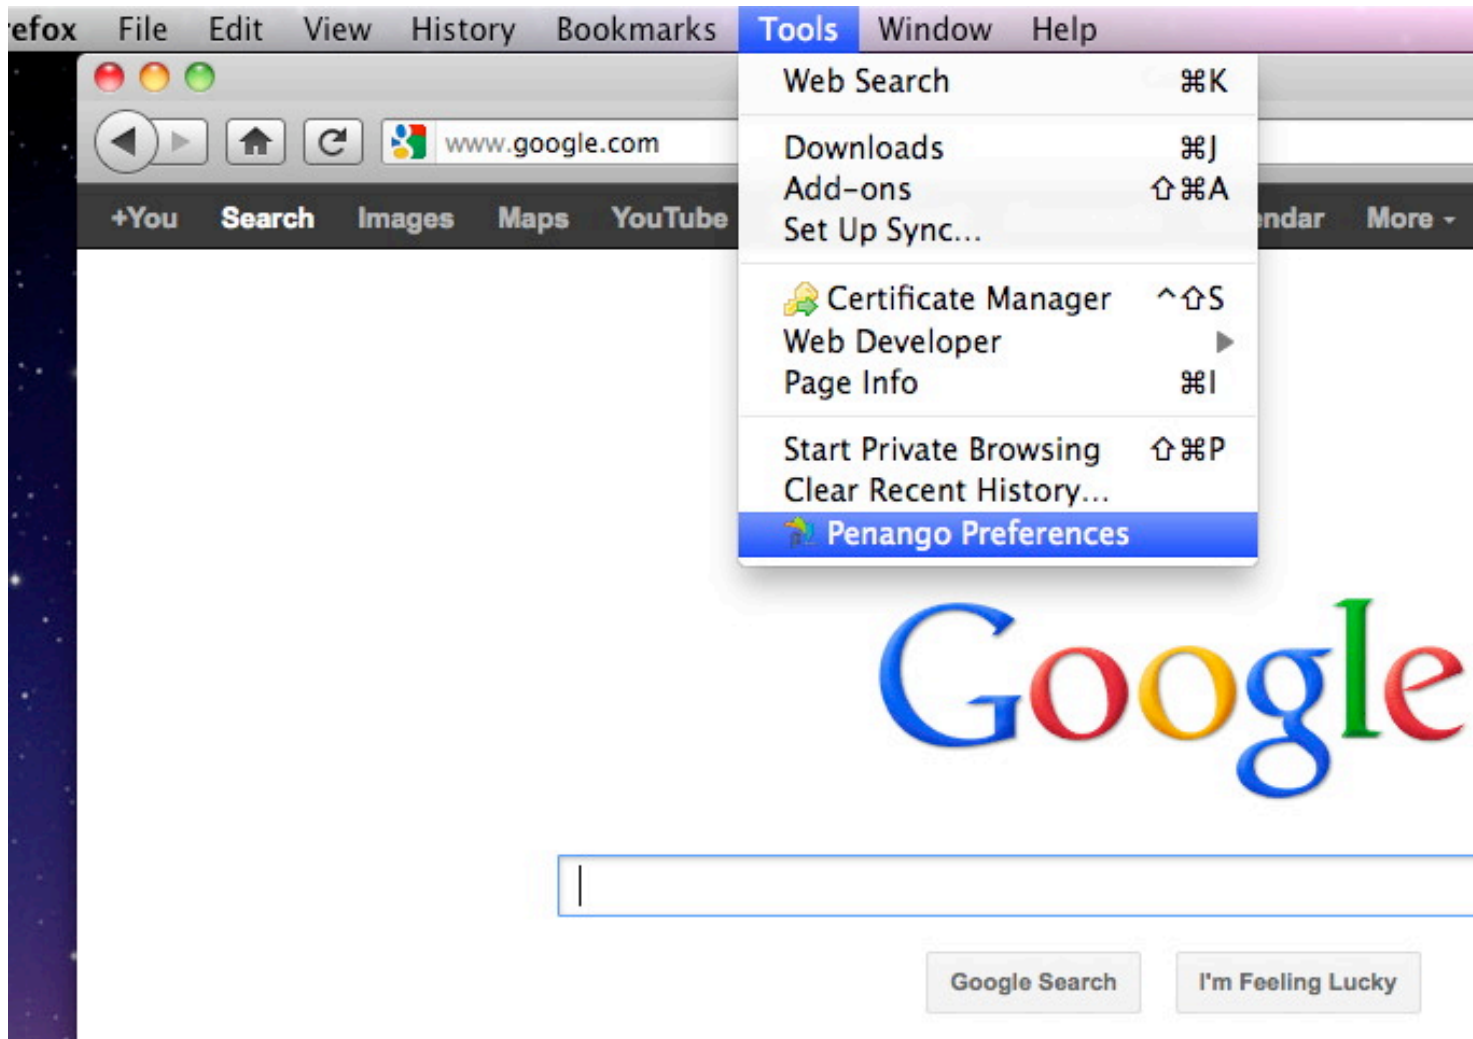 efox File Edit View History Bookmarks Tools Window Help
Web Search ⌘K
www.google.com
Downloads ⌘J
Add-ons ⇧⌘A
Set Up Sync...
+You Search Images Maps YouTube ndar More
Certificate Manager ^⇧S
Web Developer
Page Info ⌘I
Start Private Browsing ⇧⌘P
Clear Recent History...
Penango Preferences
Google
Google Search I'm Feeling Lucky